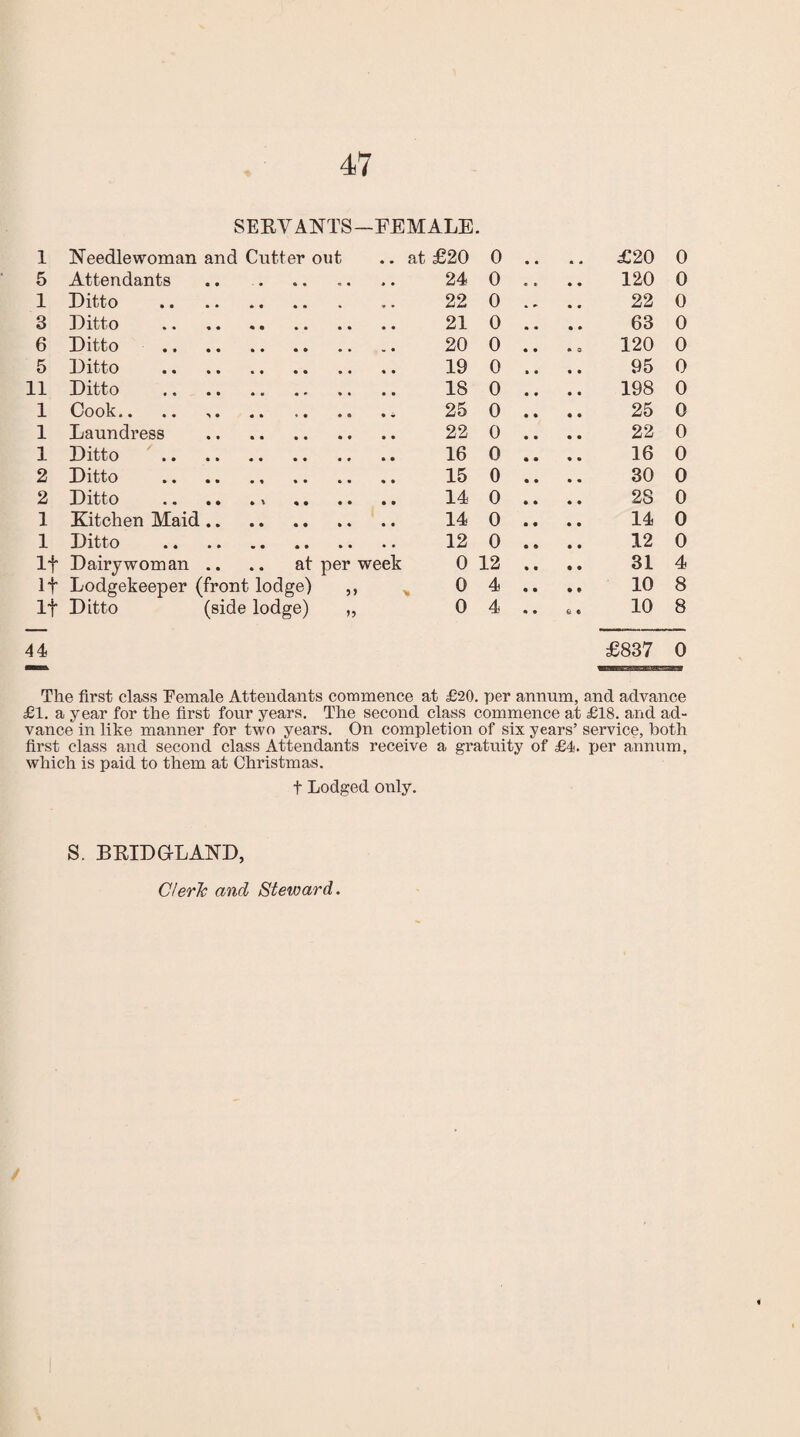 47
SERVANTS—FEMALE.
1 Needlewoman and Cutter out .. at £20 0 .. .. £20 0
5 Attendants .. .. .. .. .. 24 0 .. .. 120 0
1 Ditto .. .. .. .. .. .. 22 0 .. .. 22 0
3 Ditto .. .. .. .. .. .. 21 0 .. .. 63 0
6 Ditto .. .. .. .. .. .. 20 0 .. .. 120 0
5 Ditto .. .. .. .. .. .. 19 0 .. .. 95 0
11 Ditto .. .. .. .. .. .. 18 0 .. .. 198 0
1 Cook.. .. .. .. .. .. .. 25 0 .. .. 25 0
1 Laundress .. .. .. .. .. 22 0 .. .. 22 0
1 Ditto .. .. .. .. .. .. 16 0 .. .. 16 0
2 Ditto .. .. .. .. .. .. 15 0 .. .. 30 0
2 Ditto .. .. .. .. .. .. 14 0 .. .. 28 0
1 Kitchen Maid .. .. .. .. .. 14 0 .. .. 14 0
1 Ditto .. .. .. .. .. .. 12 0 .. .. 12 0
1† Dairywoman .. .. at per week 0 12 .. .. 31 4
1† Lodgekeeper (front lodge) ,, 0 4 .. .. 10 8
1† Ditto (side lodge) ,, 0 4 .. .. 10 8
44 £837 0
The first class Female Attendants commence at £20. per annum, and advance
£1. a year for the first four years. The second class commence at £18. and ad-
vance in like manner for two years. On completion of six years' service, both
first class and second class Attendants receive a gratuity of £4. per annum,
which is paid to them at Christmas.
† Lodged only.
S. BRIDGLAND,
Clerk and Steward.